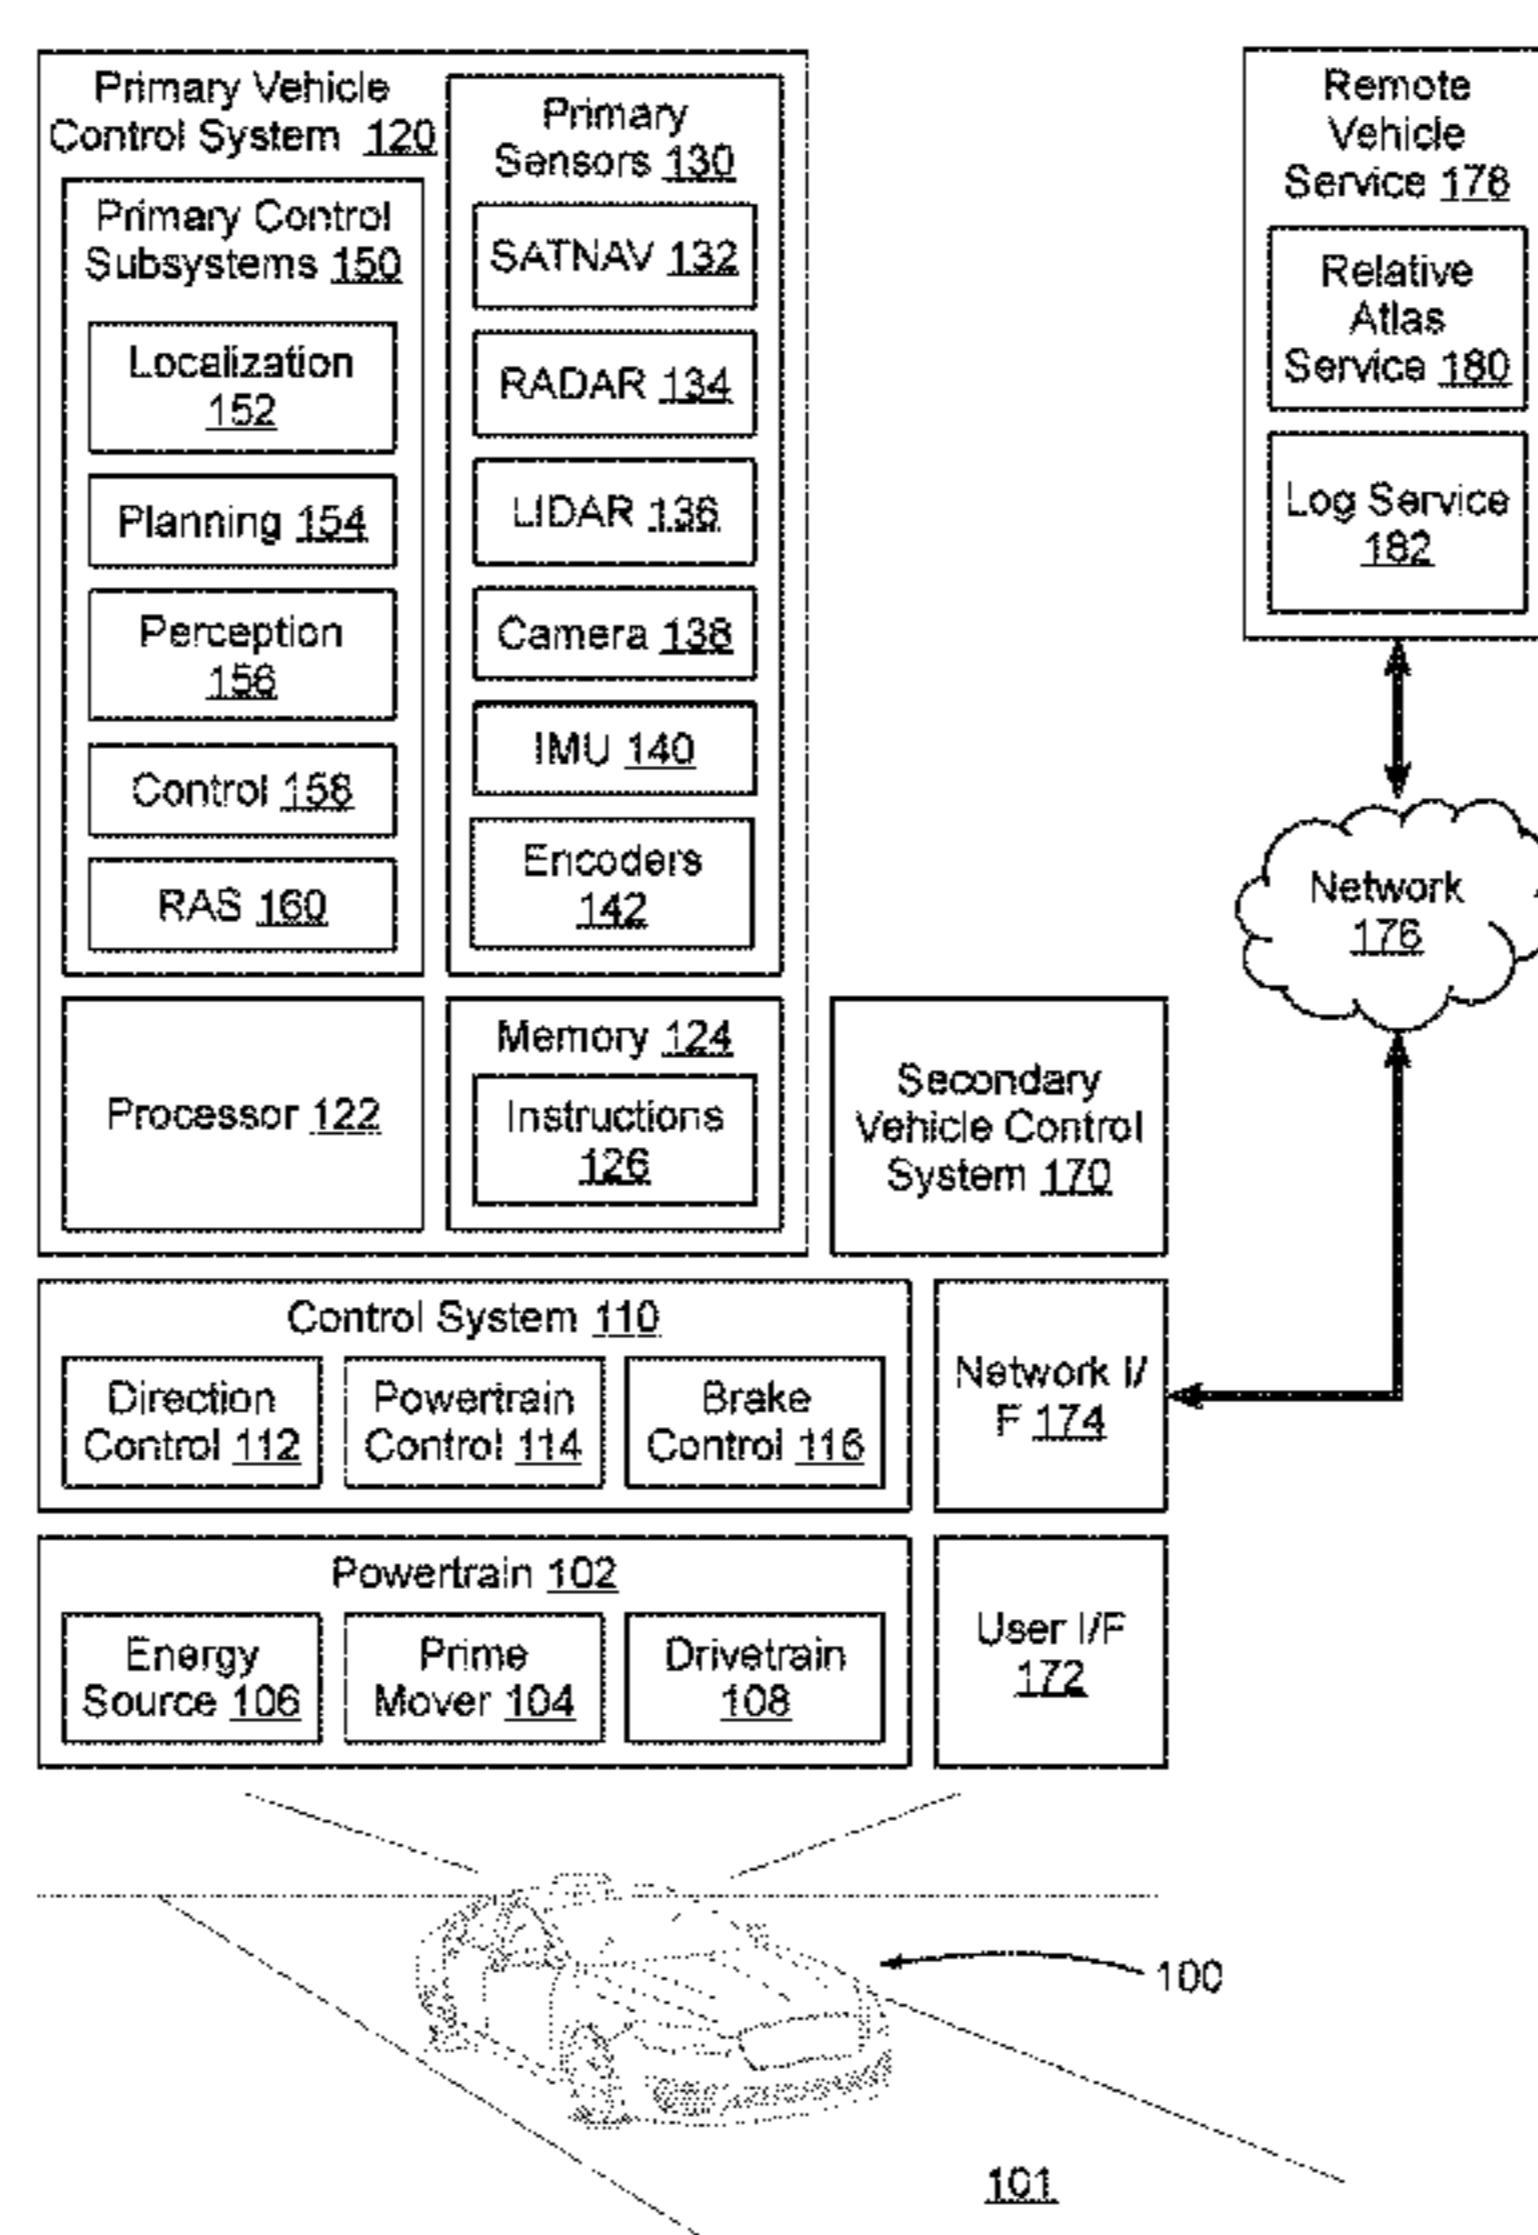 Primary Vehicle
Control System 120
Primary Control
Subsystems 150
Localization
152
Planning 154
Perception
156
Control 158
RAS 160
Primary
Sensors 130
SATNAV 132
RADAR 134
LIDAR 136
Camera 138
IMU 140
Encoders
142
Processor 122
Memory 124
Instructions
126
Secondary
Vehicle Control
System 170
Remote
Vehicle
Service 178
Relative
Atlas
Service 180
Log Service
182
Network
176
Control System 110
Direction
Control 112
Powertrain
Control 114
Brake
Control 116
Network I/
F 174
Powertrain 102
Energy
Source 106
Prime
Mover 104
Drivetrain
108
User I/F
172
100
101